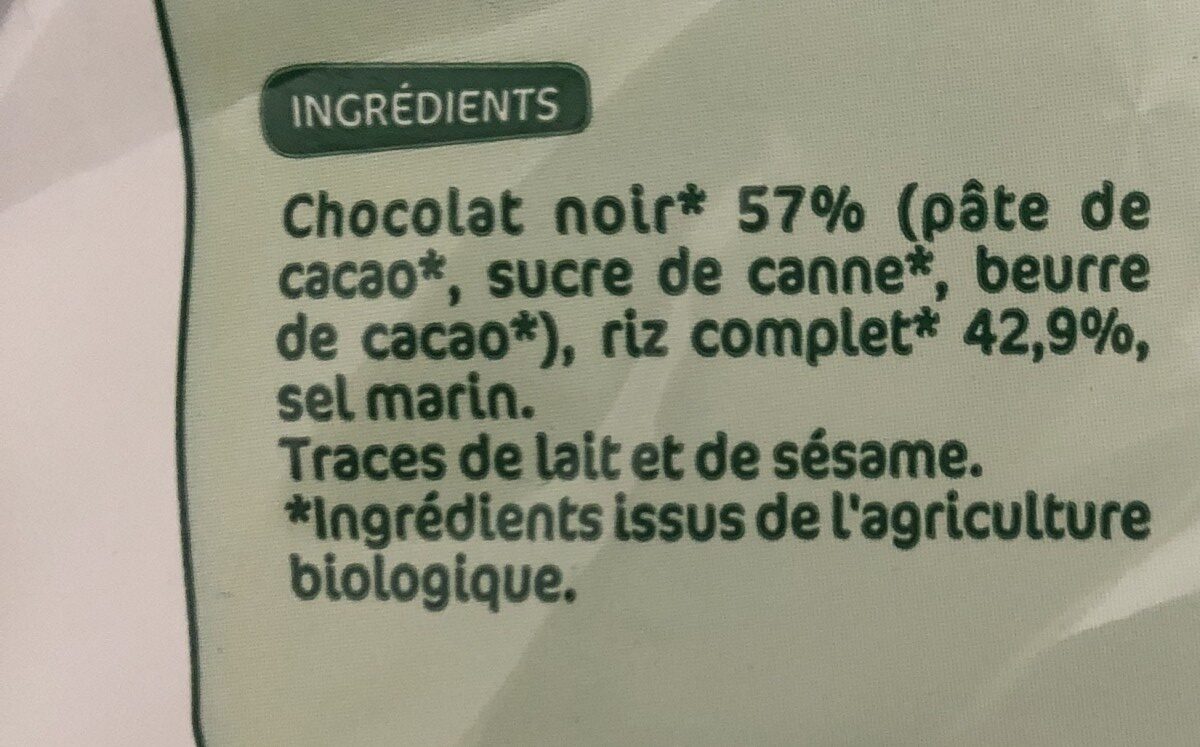 INGRÉDIENTS
Chocolat noir* 57% (pâte de
cacao*, sucre de canne*, beurre
de cacao*), riz complet* 42,9%,
sel marin.
Traces de lait et de sésame.
*Ingrédients issus de l'agriculture
biologique.